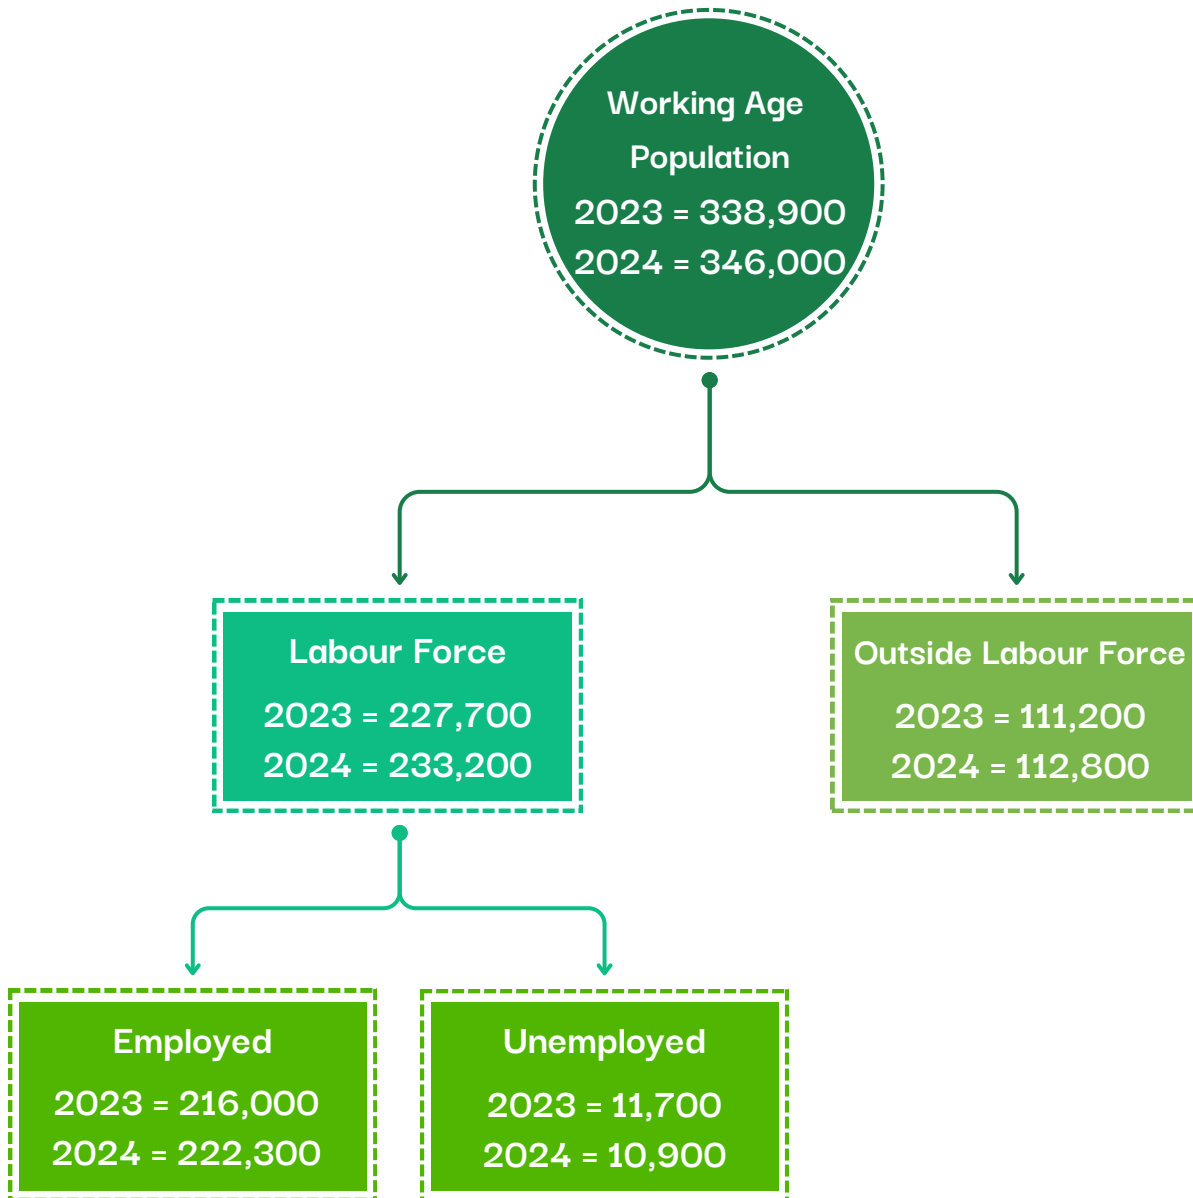 Working Age
Population
2023 = 338,900
2024 = 346,000
Labour Force
2023 = 227,700
2024 = 233,200
Outside Labour Force
2023 = 111,200
2024 = 112,800
Employed
2023 = 216,000
2024 = 222,300
Unemployed
2023 = 11,700
2024 = 10,900